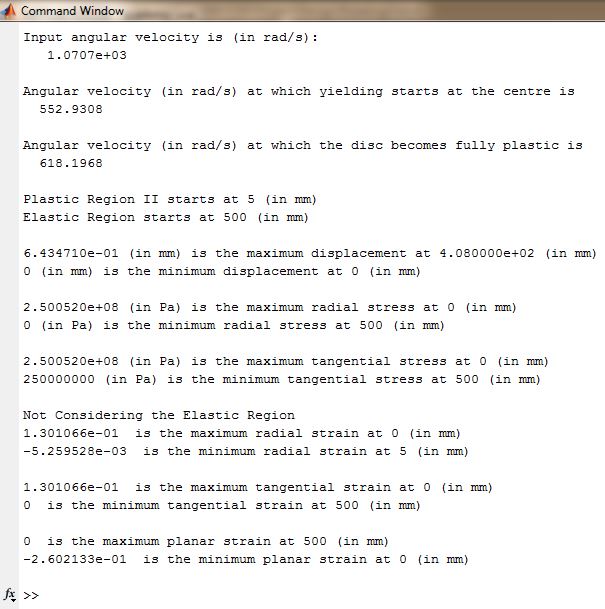 Command Window
Input angular velocity is (in rad/s):
1.0707e+03
Angular velocity (in rad/s) at which yielding starts at the centre is
552.9308
Angular velocity (in rad/s) at which the disc becomes fully plastic is
618.1968
Plastic Region II starts at 5 (in mm)
Elastic Region starts at 500 (in mm)
6.434710e-01 (in mm) is the maximum displacement at 4.080000e+02 (in mm)
0 (in mm) is the minimum displacement at 0 (in mm)
2.500520e+08 (in Pa) is the maximum radial stress at 0 (in mm)
0 (in Pa) is the minimum radial stress at 500 (in mm)
2.500520e+08 (in Pa) is the maximum tangential stress at 0 (in mm)
250000000 (in Pa) is the minimum tangential stress at 500 (in mm)
Not Considering the Elastic Region
1.301066e-01  is the maximum radial strain at 0 (in mm)
-5.259528e-03  is the minimum radial strain at 5 (in mm)
1.301066e-01  is the maximum tangential strain at 0 (in mm)
0  is the minimum tangential strain at 500 (in mm)
0  is the maximum planar strain at 500 (in mm)
-2.602133e-01  is the minimum planar strain at 0 (in mm)
fx >>